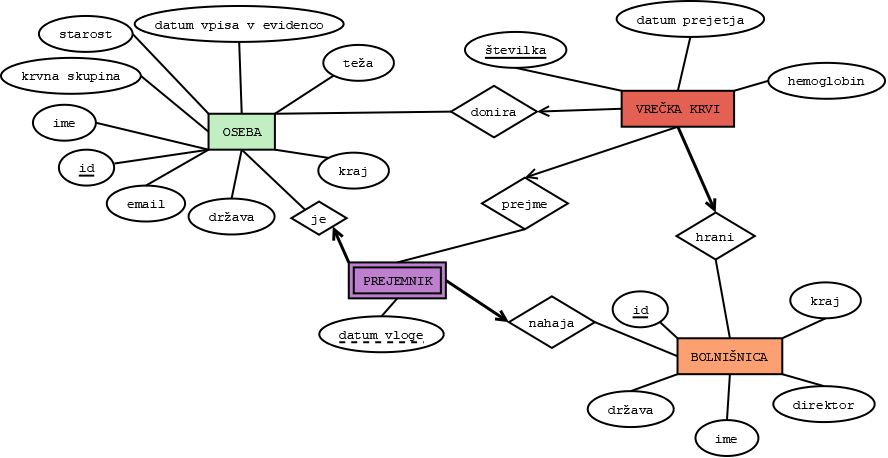 datum vpisa v evidenco
datum prejetja
starost
številka
teža
krvna skupina
hemoglobin
VREČKA KRVI
donira
ime
OSEBA
id
kraj
email
država
prejme
je
hrani
PREJEMNIK
datum vloge
nahaja
id
kraj
BOLNIŠNICA
država
direktor
ime